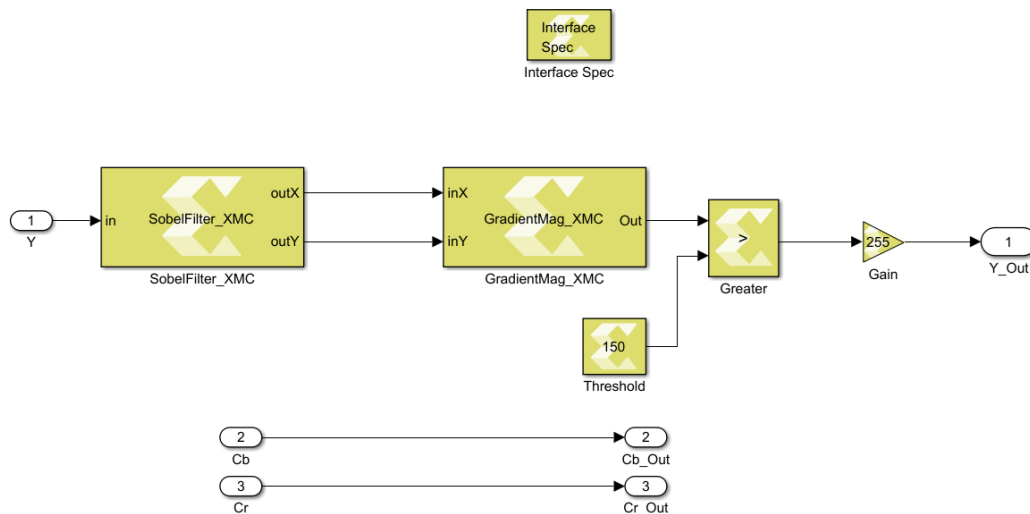 Interface
Spec
Interface Spec
1
Y
in
SobelFilter_XMC
outX
outY
SobelFilter_XMC
inX
inY
GradientMag_XMC
Out
GradientMag_XMC
>
Greater
255
Gain
1
Y_Out
150
Threshold
2
Cb
2
Cb_Out
3
Cr
3
Cr_Out